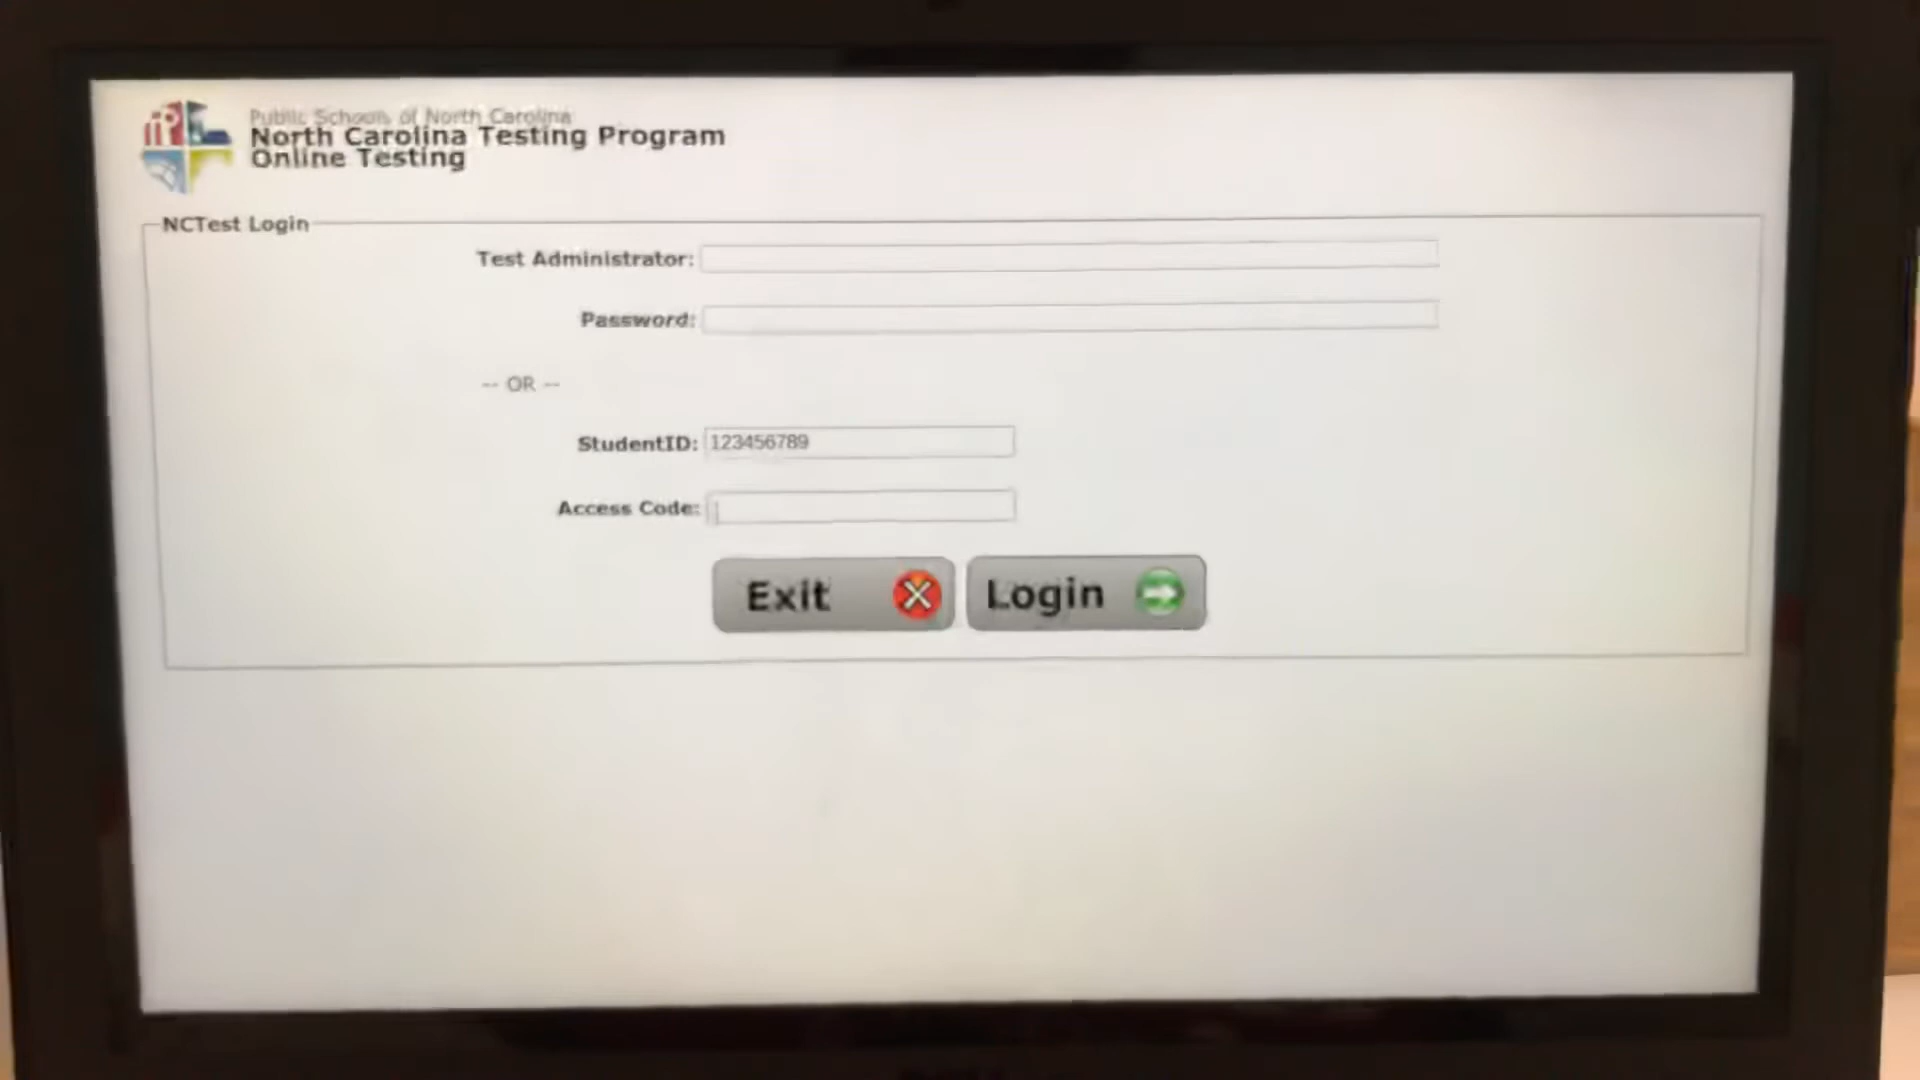 Public Schools of North Carolina
North Carolina Testing Program
Online Testing
NCTest Login
Test Administrator:
Password:
-- OR --
StudentID: 123456789
Access Code:
Exit Login